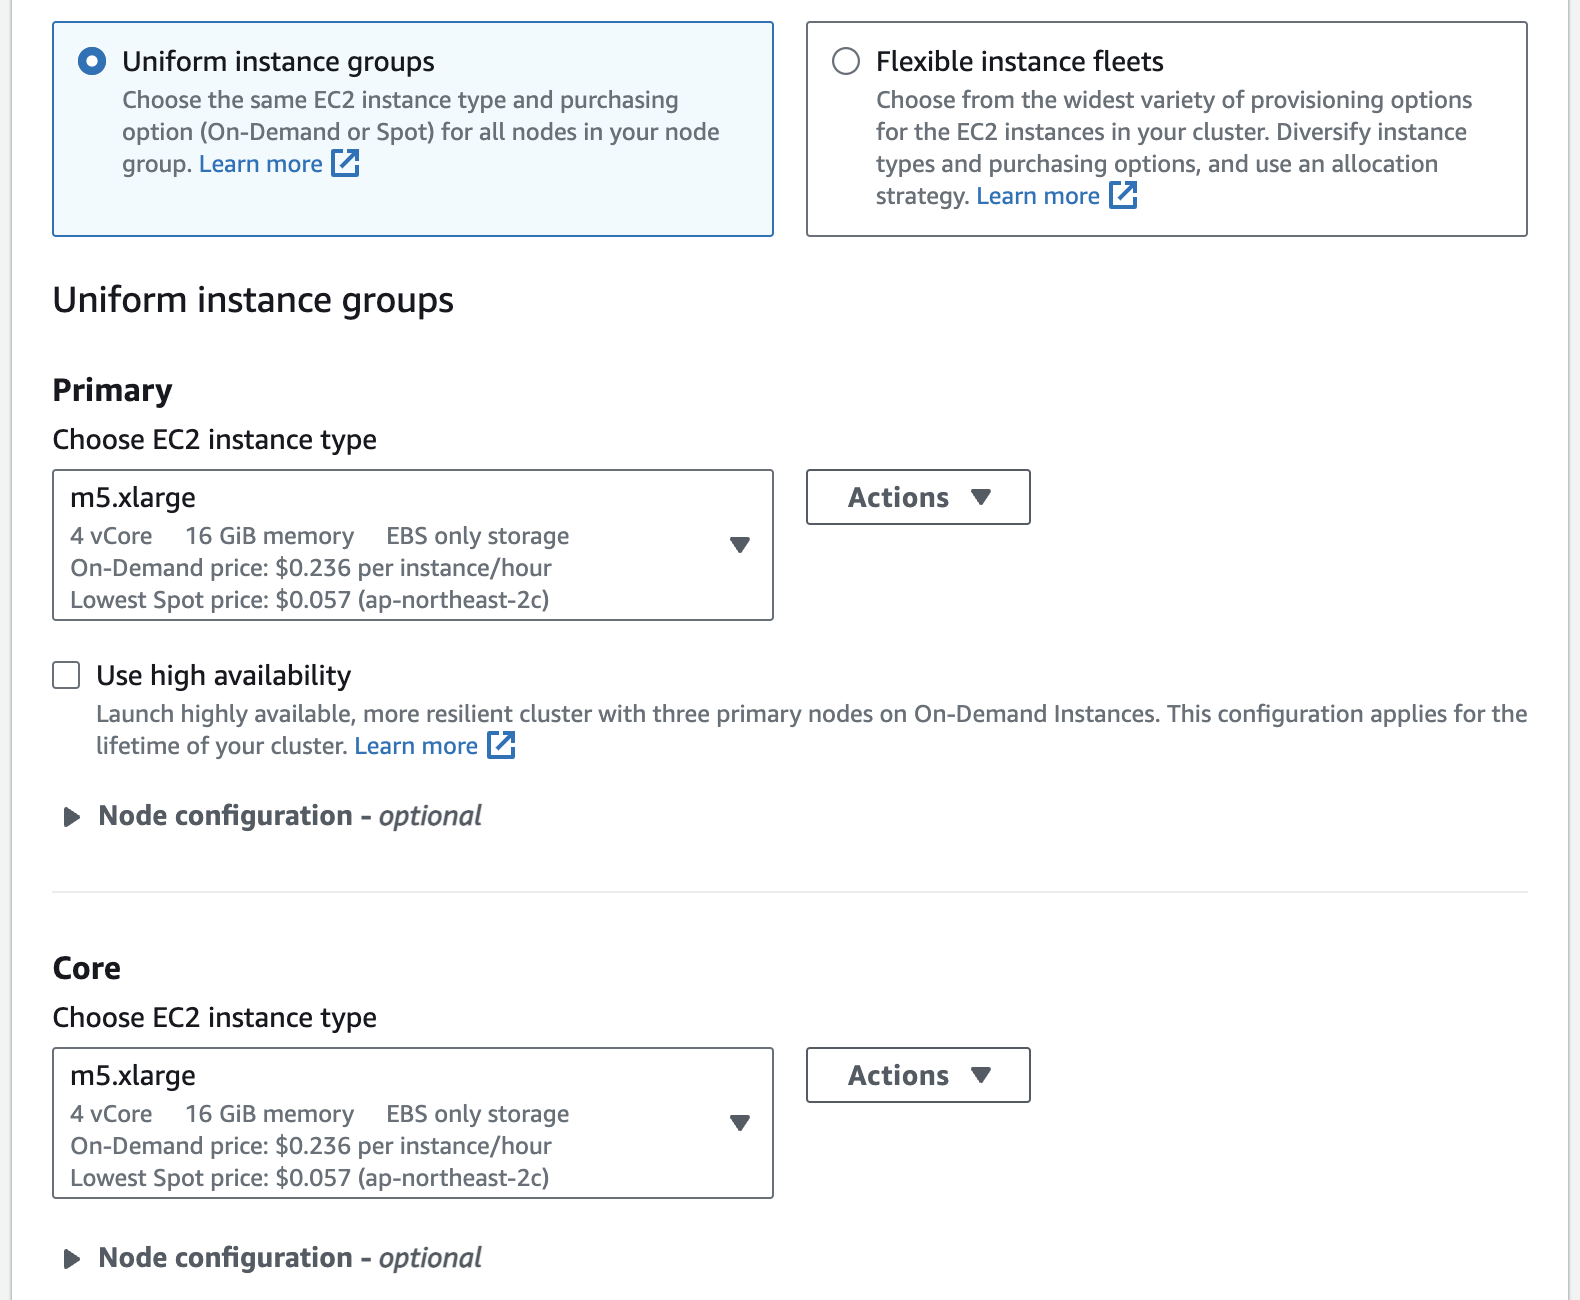 Uniform instance groups
Choose the same EC2 instance type and purchasing
option (On-Demand or Spot) for all nodes in your node
group. Learn more
Flexible instance fleets
Choose from the widest variety of provisioning options
for the EC2 instances in your cluster. Diversify instance
types and purchasing options, and use an allocation
strategy. Learn more
Uniform instance groups
Primary
Choose EC2 instance type
m5.xlarge
4 vCore 16 GiB memory EBS only storage
On-Demand price: $0.236 per instance/hour
Lowest Spot price: $0.057 (ap-northeast-2c)
Actions
Use high availability
Launch highly available, more resilient cluster with three primary nodes on On-Demand Instances. This configuration applies for the
lifetime of your cluster. Learn more
Node configuration - optional
Core
Choose EC2 instance type
m5.xlarge
4 vCore 16 GiB memory EBS only storage
On-Demand price: $0.236 per instance/hour
Lowest Spot price: $0.057 (ap-northeast-2c)
Actions
Node configuration - optional